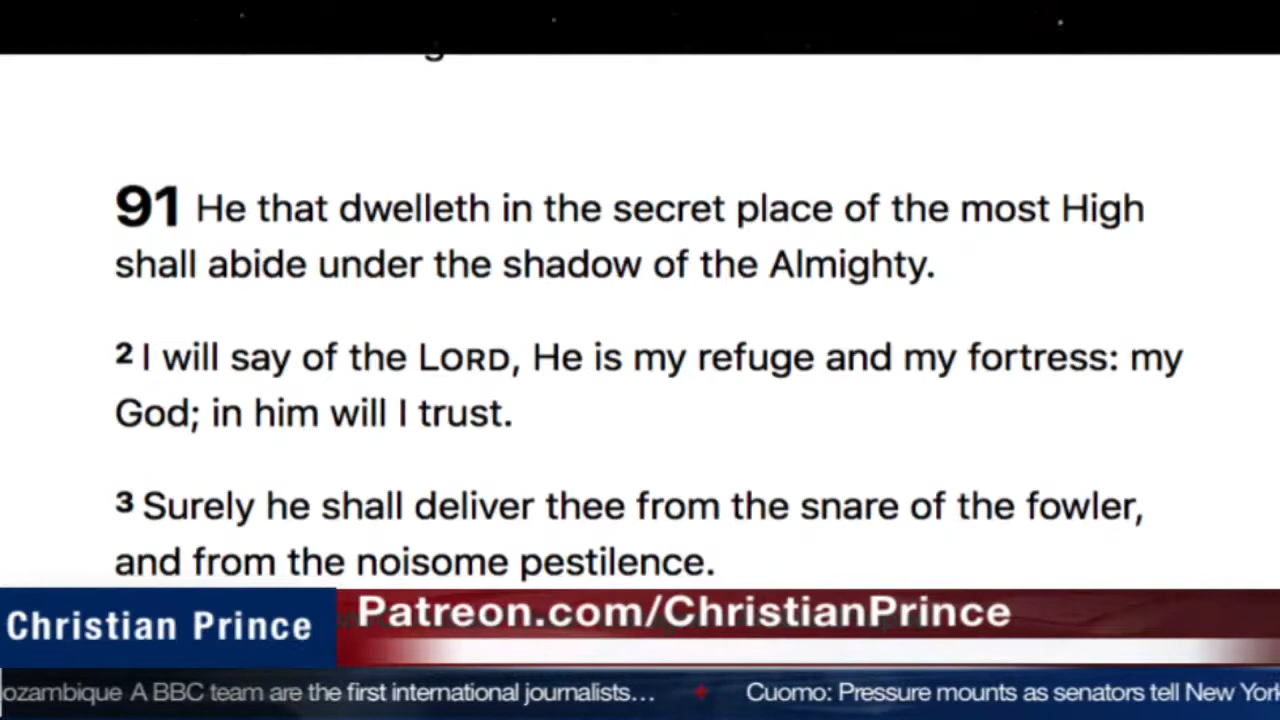 91 He that dwelleth in the secret place of the most High
shall abide under the shadow of the Almighty.
2 I will say of the LORD, He is my refuge and my fortress: my
God; in him will I trust.
3 Surely he shall deliver thee from the snare of the fowler,
and from the noisome pestilence.
Christian Prince
Patreon.com/ChristianPrince
ozambique A BBC team are the first international journalists... Cuomo: Pressure mounts as senators tell New York